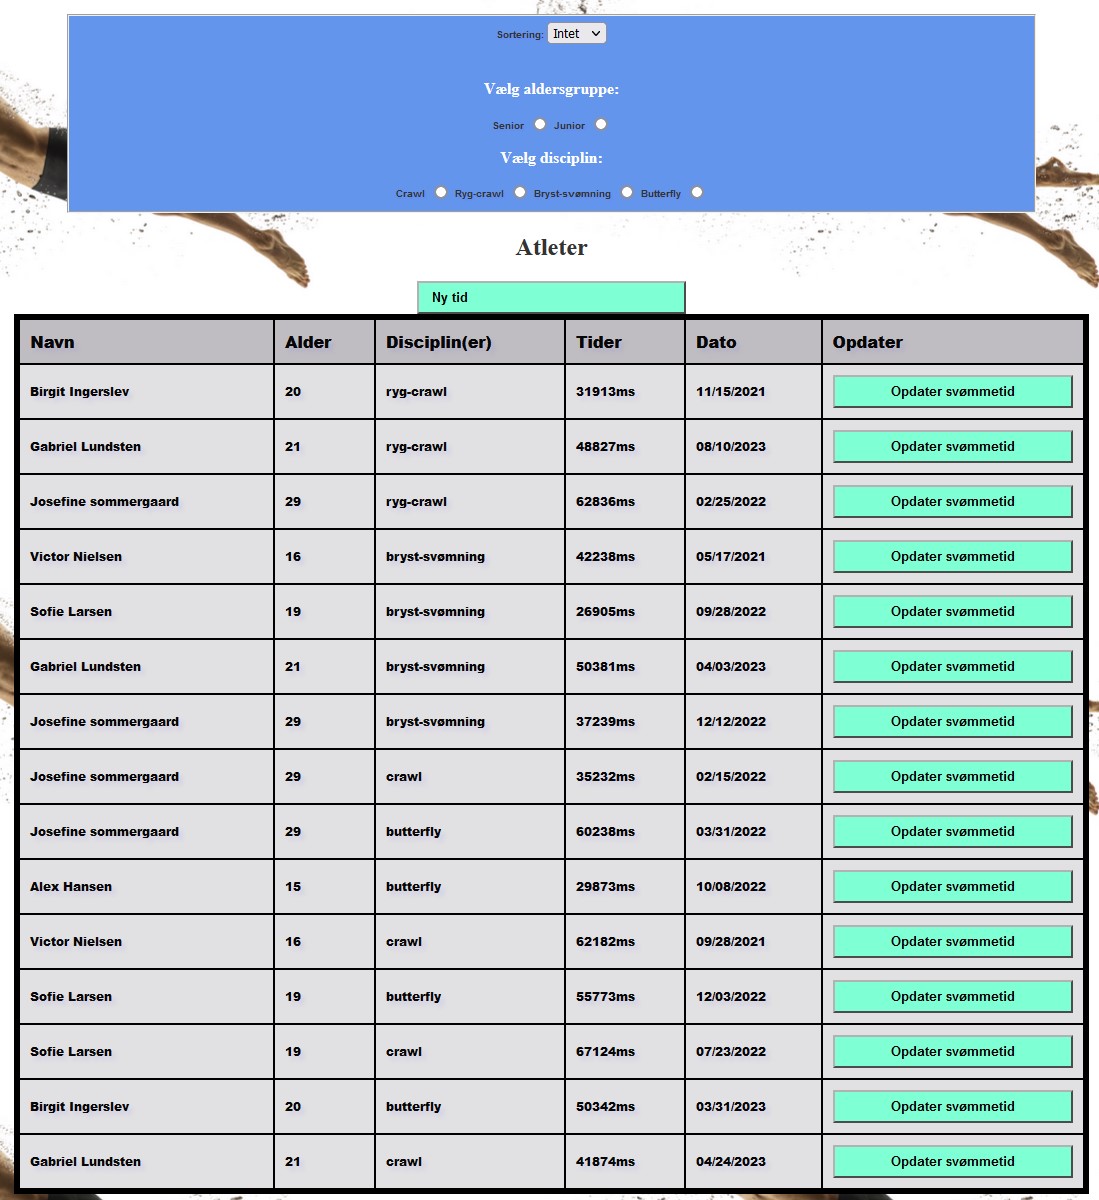 Sortering: Intet
Vælg aldersgruppe:
Senior Junior
Vælg disciplin:
Crawl Ryg-crawl Bryst-svømning Butterfly
Atleter
Ny tid
Navn Alder Disciplin(er) Tider Dato Opdater
Birgit Ingerslev 20 ryg-crawl 31913ms 11/15/2021 Opdater svømmetid
Gabriel Lundsten 21 ryg-crawl 48827ms 08/10/2023 Opdater svømmetid
Josefine sommergaard 29 ryg-crawl 62836ms 02/25/2022 Opdater svømmetid
Victor Nielsen 16 bryst-svømning 42238ms 05/17/2021 Opdater svømmetid
Sofie Larsen 19 bryst-svømning 26905ms 09/28/2022 Opdater svømmetid
Gabriel Lundsten 21 bryst-svømning 50381ms 04/03/2023 Opdater svømmetid
Josefine sommergaard 29 bryst-svømning 37239ms 12/12/2022 Opdater svømmetid
Josefine sommergaard 29 crawl 35232ms 02/15/2022 Opdater svømmetid
Josefine sommergaard 29 butterfly 60238ms 03/31/2022 Opdater svømmetid
Alex Hansen 15 butterfly 29873ms 10/08/2022 Opdater svømmetid
Victor Nielsen 16 crawl 62182ms 09/28/2021 Opdater svømmetid
Sofie Larsen 19 butterfly 55773ms 12/03/2022 Opdater svømmetid
Sofie Larsen 19 crawl 67124ms 07/23/2022 Opdater svømmetid
Birgit Ingerslev 20 butterfly 50342ms 03/31/2023 Opdater svømmetid
Gabriel Lundsten 21 crawl 41874ms 04/24/2023 Opdater svømmetid